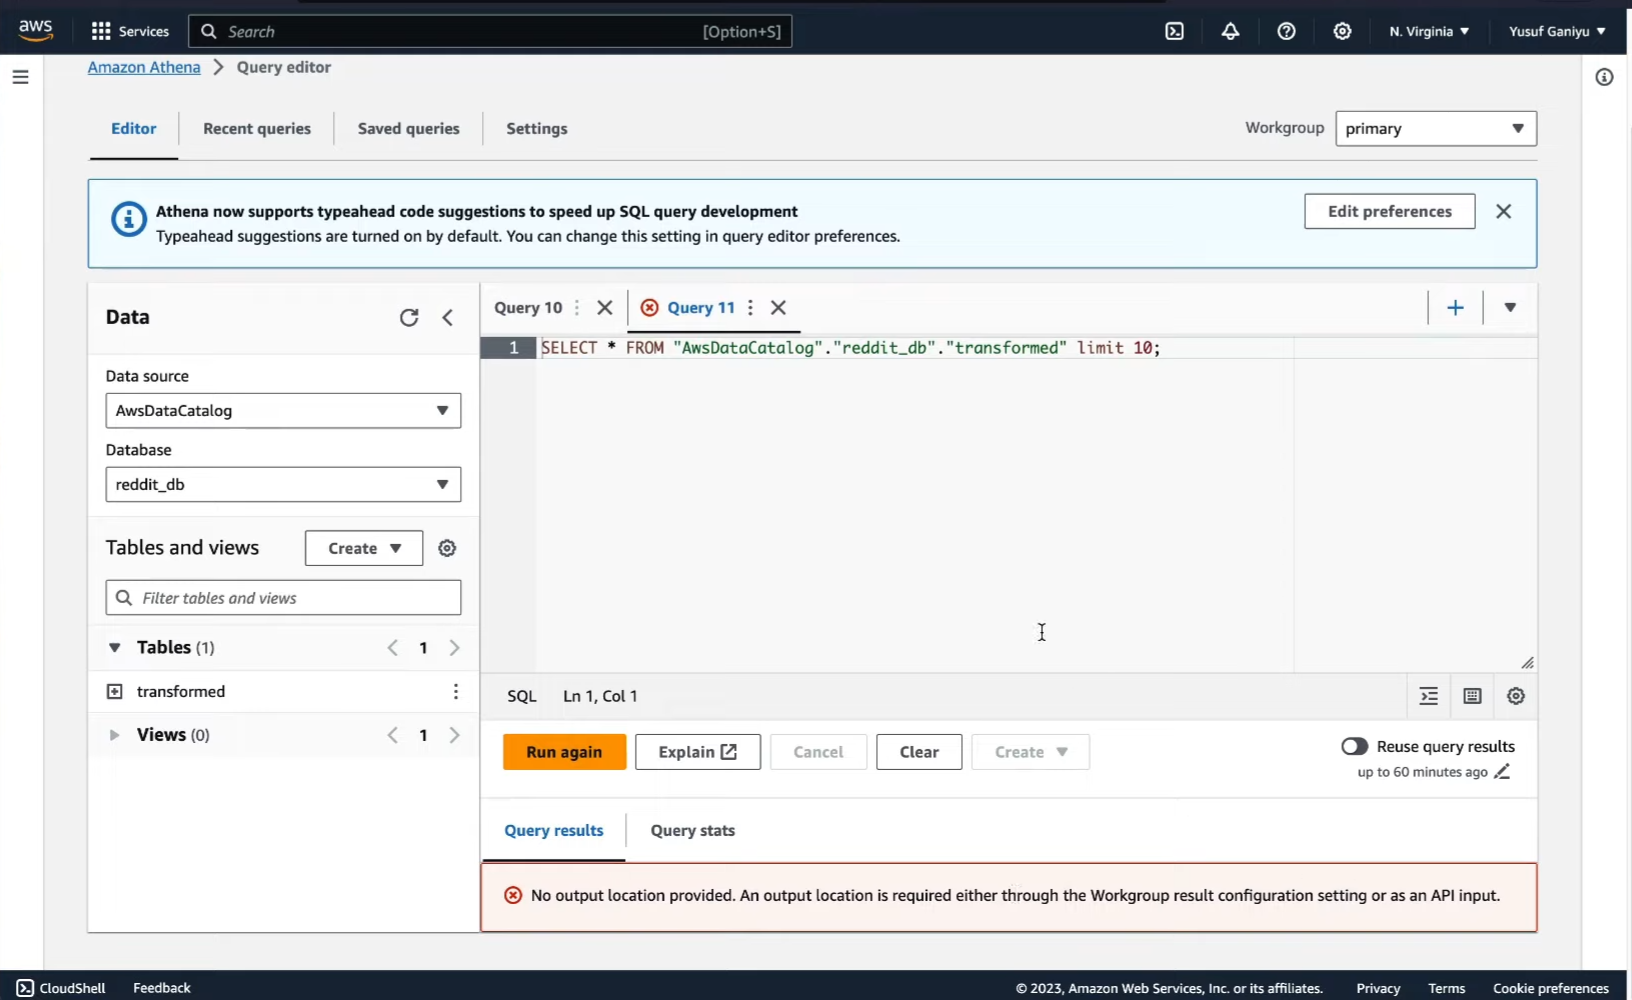 aws
Services
Search
[Option+S]
N. Virginia
Yusuf Ganiyu
Amazon Athena
Query editor
Editor
Recent queries
Saved queries
Settings
Workgroup
primary
Athena now supports typeahead code suggestions to speed up SQL query development
Typeahead suggestions are turned on by default. You can change this setting in query editor preferences.
Edit preferences
Data
Data source
AwsDataCatalog
Database
reddit_db
Tables and views
Create
Filter tables and views
Tables (1)
1
transformed
Views (0)
1
Query 10
Query 11
1
SELECT * FROM "AwsDataCatalog"."reddit_db"."transformed" limit 10;
SQL
Ln 1, Col 1
Run again
Explain
Cancel
Clear
Create
Reuse query results
up to 60 minutes ago
Query results
Query stats
No output location provided. An output location is required either through the Workgroup result configuration setting or as an API input.
CloudShell
Feedback
© 2023, Amazon Web Services, Inc. or its affiliates.
Privacy
Terms
Cookie preferences